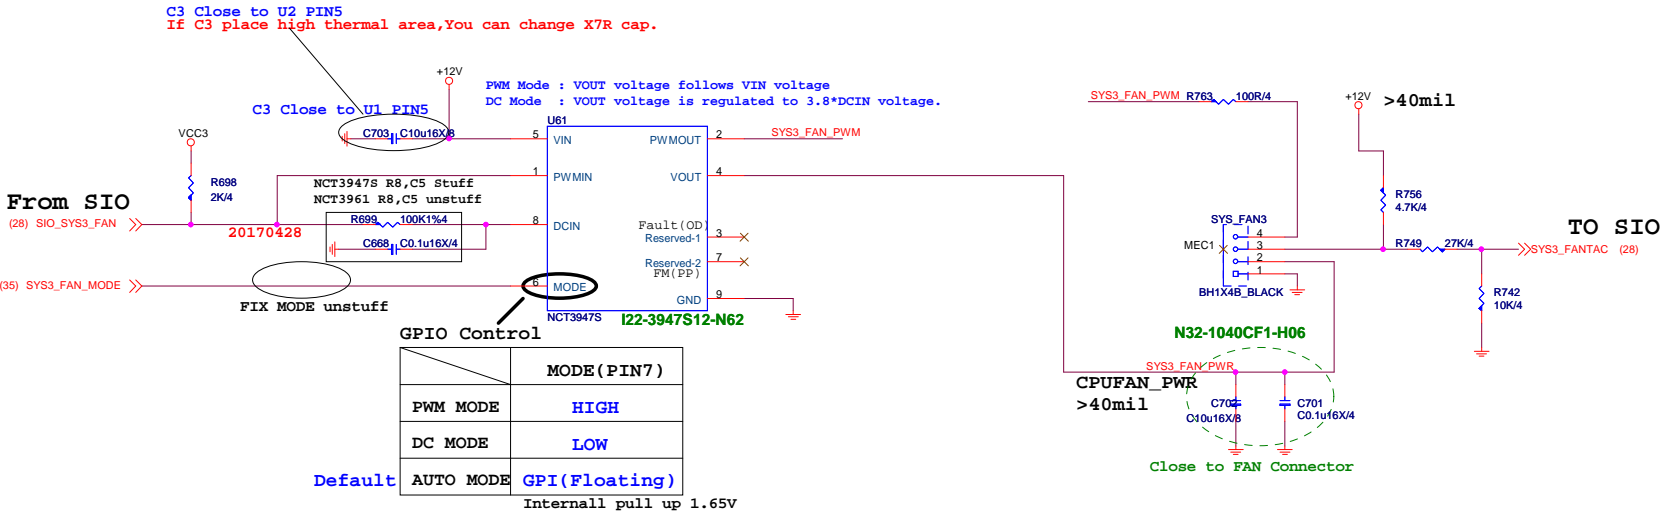 C3 Close to U2 PIN5
If C3 place high thermal area,You can change X7R cap.
+12V
PWM Mode : VOUT voltage follows VIN voltage
DC Mode : VOUT voltage is regulated to 3.8*DCIN voltage.
C3 Close to U1 PIN5
C703 C10u16X/8
U61
5 VIN
PWMOUT 2
SYS3_FAN_PWM
VCC3
R698
2K/4
1 PWMIN
VOUT 4
NCT3947S R8,C5 Stuff
NCT3961 R8,C5 unstuff
From SIO
(28) SIO_SYS3_FAN
20170428
R699 100K1%4
C668 C0.1u16X/4
8 DCIN
Fault(OD)
Reserved-1 3
Reserved-2 7
FM(PP)
(35) SYS3_FAN_MODE
6 MODE
GND 9
FIX MODE unstuff
NCT3947S
I22-3947S12-N62
GPIO Control
MODE(PIN7)
PWM MODE HIGH
DC MODE LOW
Default AUTO MODE GPI(Floating)
Internall pull up 1.65V
SYS3_FAN_PWM R763 100R/4
+12V >40mil
R756
4.7K/4
SYS_FAN3
MEC1
4
3
2
1
BH1X4B_BLACK
N32-1040CF1-H06
R749 27K/4
TO SIO
SYS3_FANTAC (28)
R742
10K/4
SYS3_FAN_PWR
CPUFAN_PWR
>40mil
C702
C10u16X/8
C701
C0.1u16X/4
Close to FAN Connector